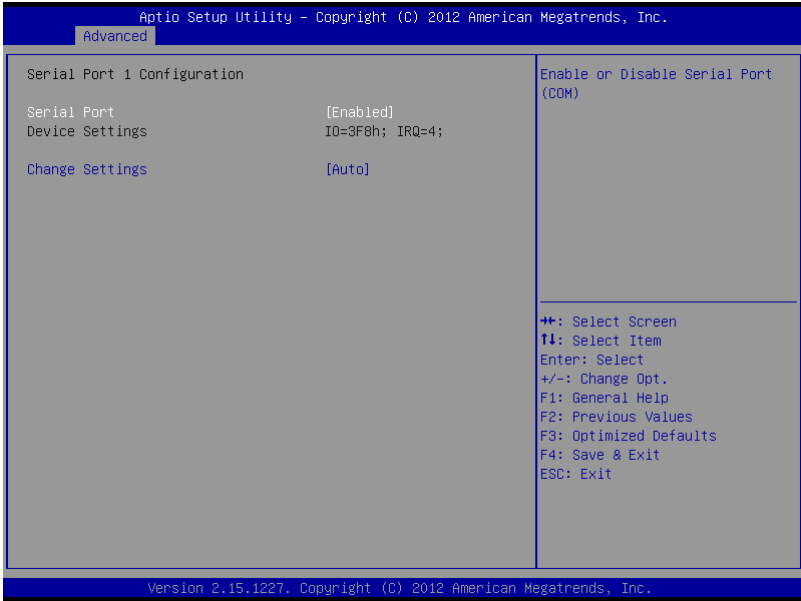 Aptio Setup Utility – Copyright (C) 2012 American Megatrends, Inc.
Advanced
Serial Port 1 Configuration
Serial Port [Enabled]
Device Settings IO=3F8h; IRQ=4;
Change Settings [Auto]
Enable or Disable Serial Port
(COM)
→←: Select Screen
↑↓: Select Item
Enter: Select
+/-: Change Opt.
F1: General Help
F2: Previous Values
F3: Optimized Defaults
F4: Save & Exit
ESC: Exit
Version 2.15.1227. Copyright (C) 2012 American Megatrends, Inc.